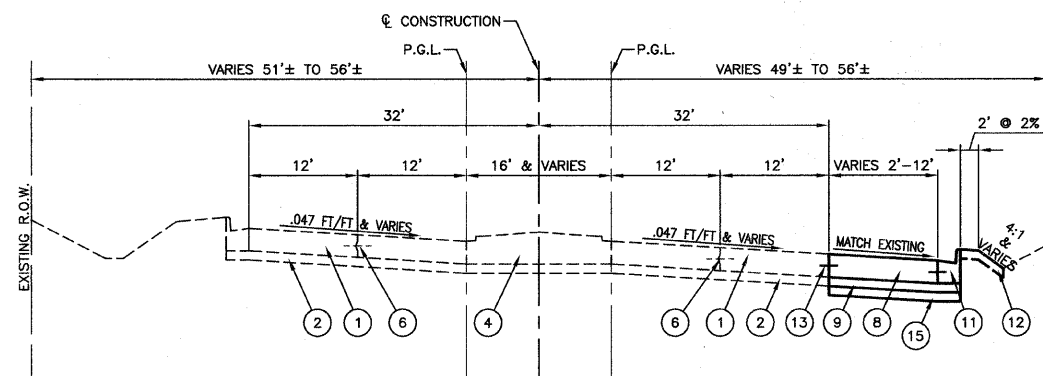 ℄ CONSTRUCTION
P.G.L.
P.G.L.
VARIES 51'± TO 56'±
VARIES 49'± TO 56'±
32'
32'
2' @ 2%
12'
12'
16' & VARIES
12'
12'
VARIES 2'-12'
EXISTING R.O.W.
.047 FT/FT & VARIES
.047 FT/FT & VARIES
MATCH EXISTING
4:1 & VARIES
2 1 6 4 6 1 2 13 9 8 15 11 12